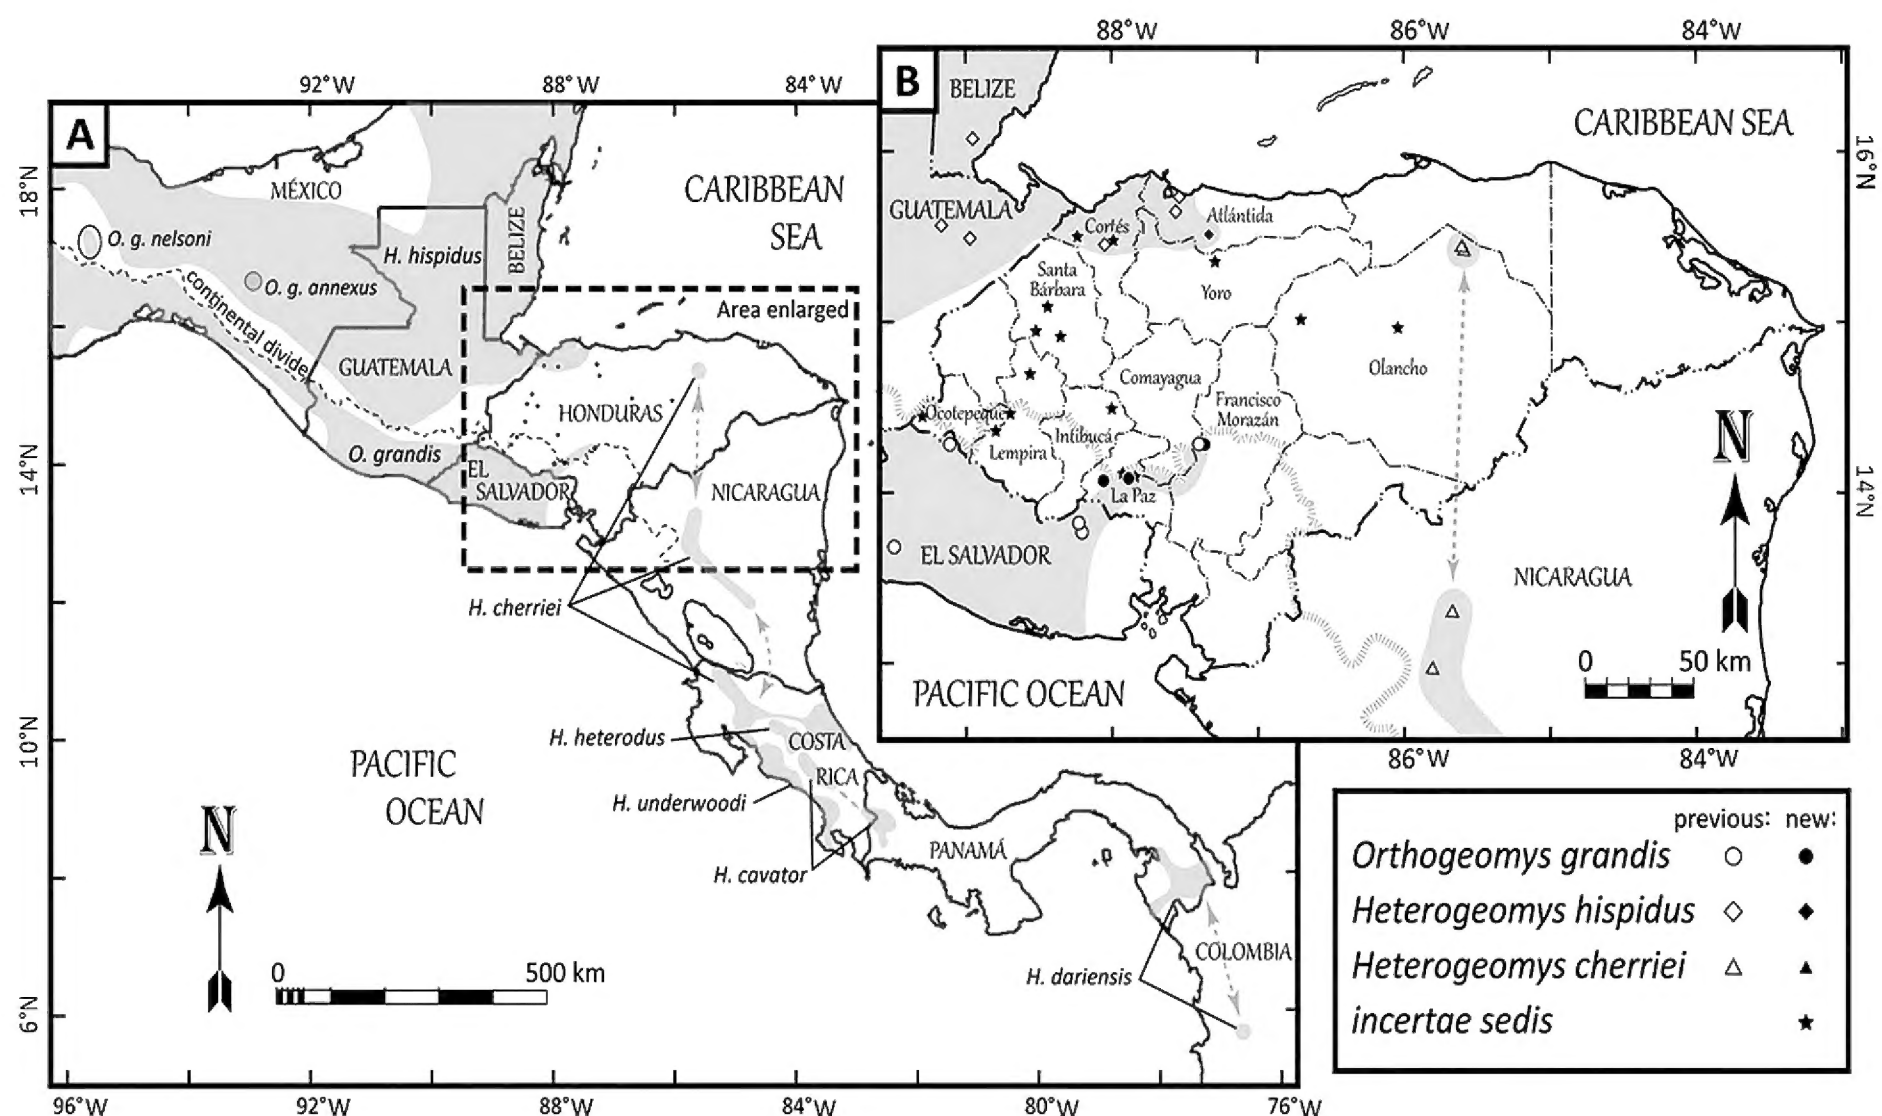 92°W
88°W
84°W
A
18°N
14°N
10°N
6°N
MÉXICO
CARIBBEAN
SEA
O. g. nelsoni
H. hispidus
BELIZE
O. g. annexus
continental divide
Area enlarged
GUATEMALA
HONDURAS
O. grandis
EL
SALVADOR
NICARAGUA
H. cherriei
H. heterodus
COSTA
RICA
H. underwoodi
H. cavator
PANAMÁ
PACIFIC
OCEAN
N
0 500 km
H. dariensis
COLOMBIA
96°W
92°W
88°W
84°W
80°W
76°W
88°W
86°W
84°W
B
BELIZE
CARIBBEAN SEA
16°N
GUATEMALA
Cortés
Atlántida
Santa
Bárbara
Yoro
Olancho
Comayagua
Francisco
Morazán
Ocotepeque
Intibucá
Lempira
La Paz
N
14°N
EL SALVADOR
NICARAGUA
0 50 km
PACIFIC OCEAN
86°W
84°W
previous: new:
Orthogeomys grandis
Heterogeomys hispidus
Heterogeomys cherriei
incertae sedis